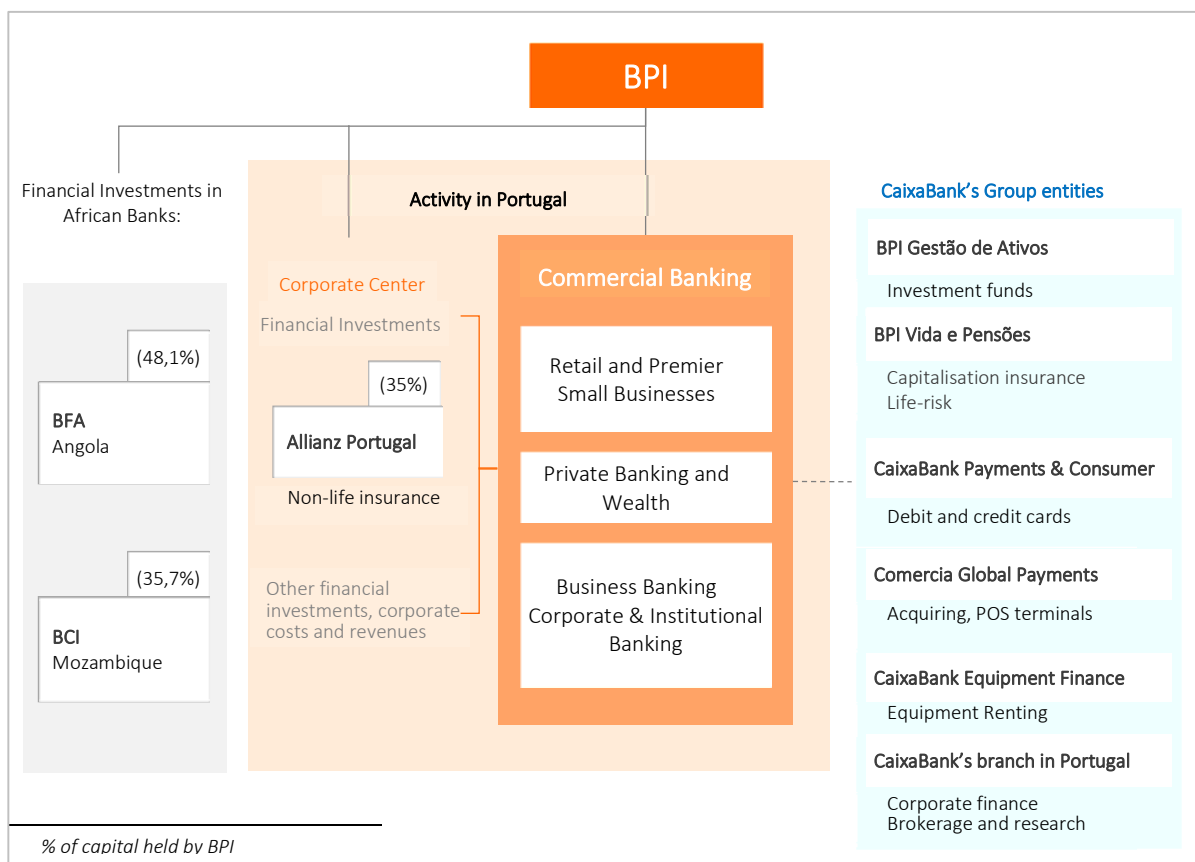 BPI
Financial Investments in
African Banks:
(48,1%)
BFA
Angola
(35,7%)
BCI
Mozambique
Activity in Portugal
Corporate Center
Financial Investments
(35%)
Allianz Portugal
Non-life insurance
Other financial
investments, corporate
costs and revenues
Commercial Banking
Retail and Premier
Small Businesses
Private Banking and
Wealth
Business Banking
Corporate & Institutional
Banking
CaixaBank’s Group entities
BPI Gestão de Ativos
Investment funds
BPI Vida e Pensões
Capitalisation insurance
Life-risk
CaixaBank Payments & Consumer
Debit and credit cards
Comercia Global Payments
Acquiring, POS terminals
CaixaBank Equipment Finance
Equipment Renting
CaixaBank’s branch in Portugal
Corporate finance
Brokerage and research
% of capital held by BPI